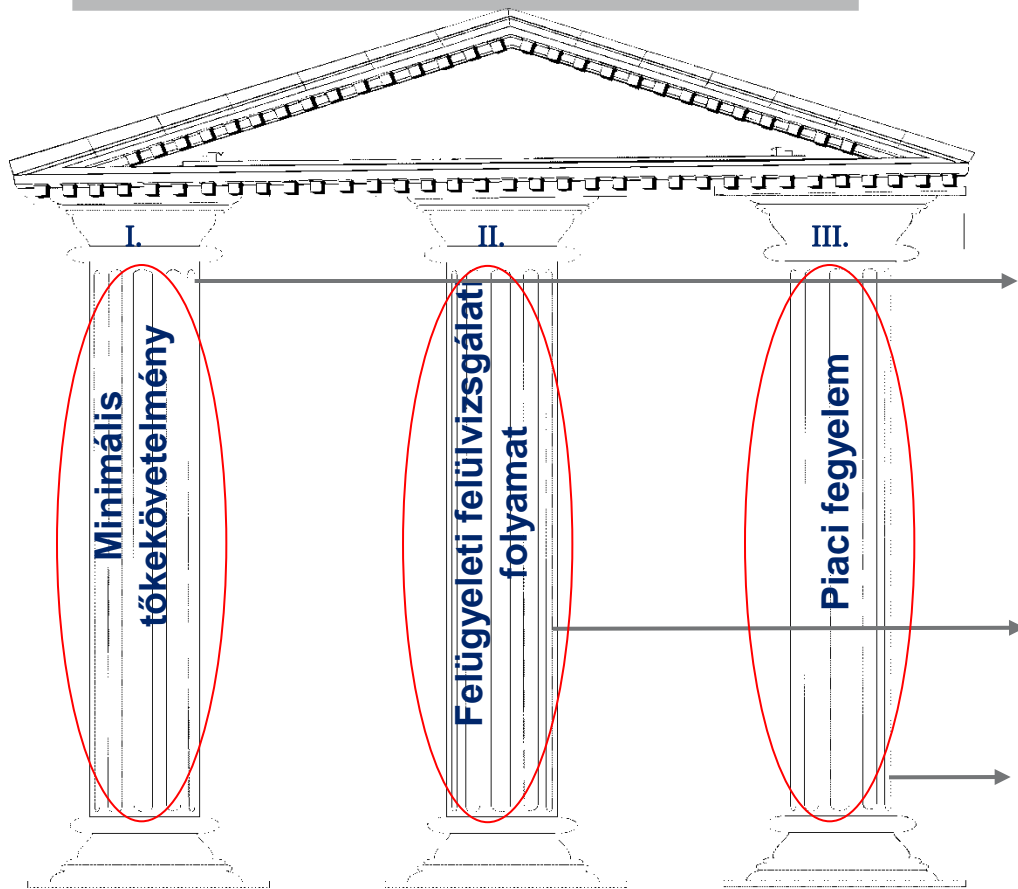 I.
II.
III.
Minimális
tőkekövetelmény
Felügyeleti felülvizsgálati
folyamat
Piaci fegyelem